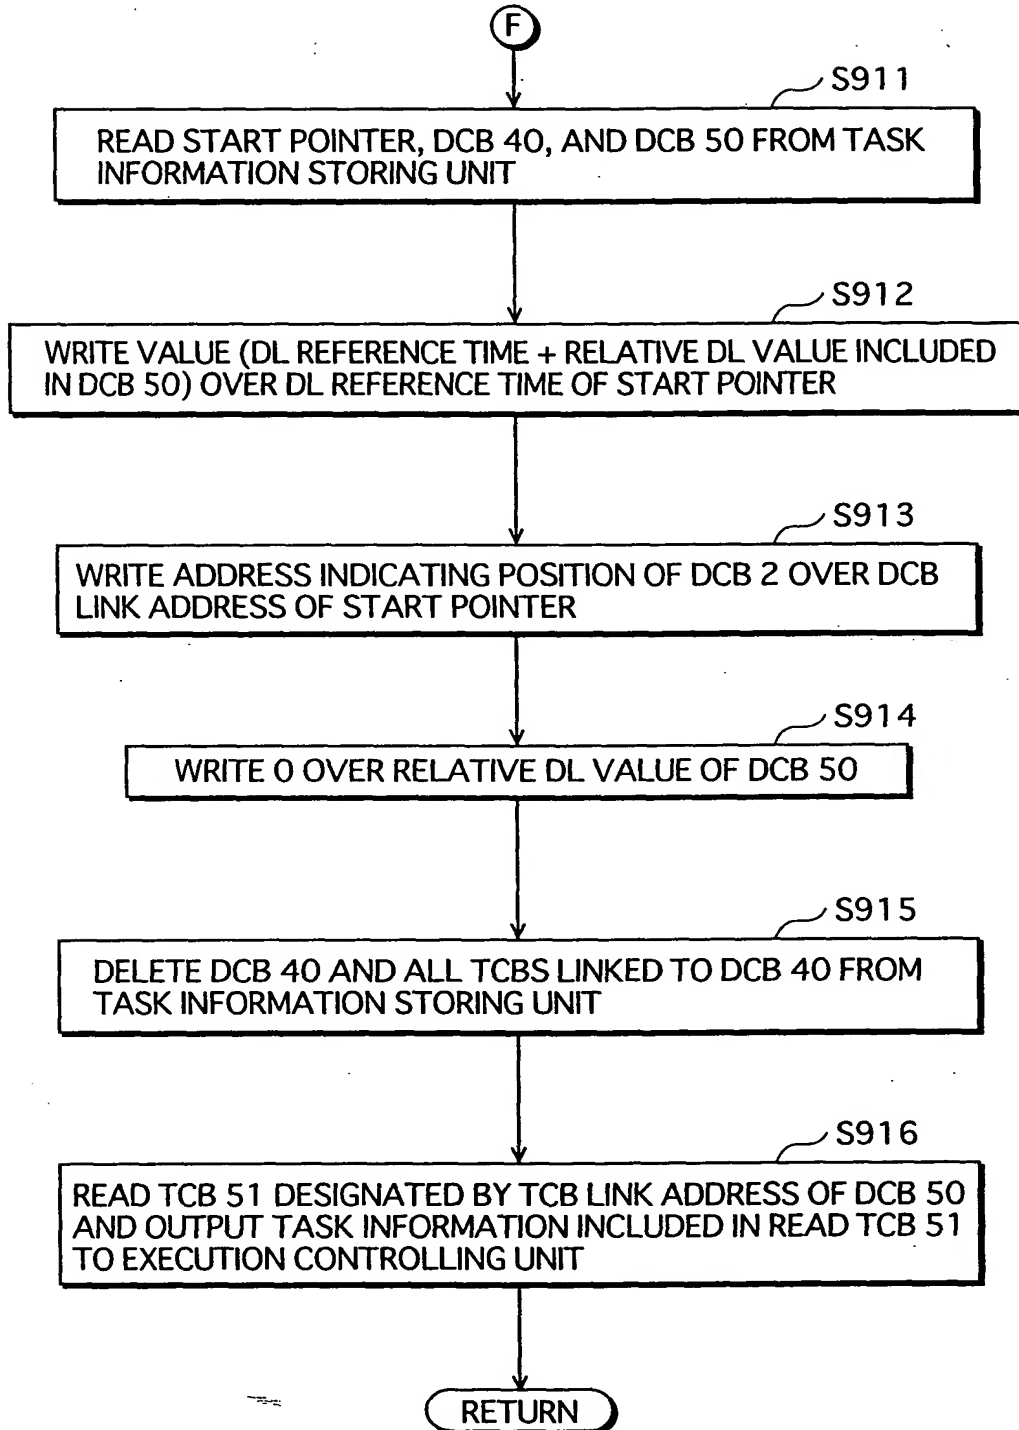 F
S911
READ START POINTER, DCB 40, AND DCB 50 FROM TASK
INFORMATION STORING UNIT
S912
WRITE VALUE (DL REFERENCE TIME + RELATIVE DL VALUE INCLUDED
IN DCB 50) OVER DL REFERENCE TIME OF START POINTER
S913
WRITE ADDRESS INDICATING POSITION OF DCB 2 OVER DCB
LINK ADDRESS OF START POINTER
S914
WRITE 0 OVER RELATIVE DL VALUE OF DCB 50
S915
DELETE DCB 40 AND ALL TCBS LINKED TO DCB 40 FROM
TASK INFORMATION STORING UNIT
S916
READ TCB 51 DESIGNATED BY TCB LINK ADDRESS OF DCB 50
AND OUTPUT TASK INFORMATION INCLUDED IN READ TCB 51
TO EXECUTION CONTROLLING UNIT
RETURN